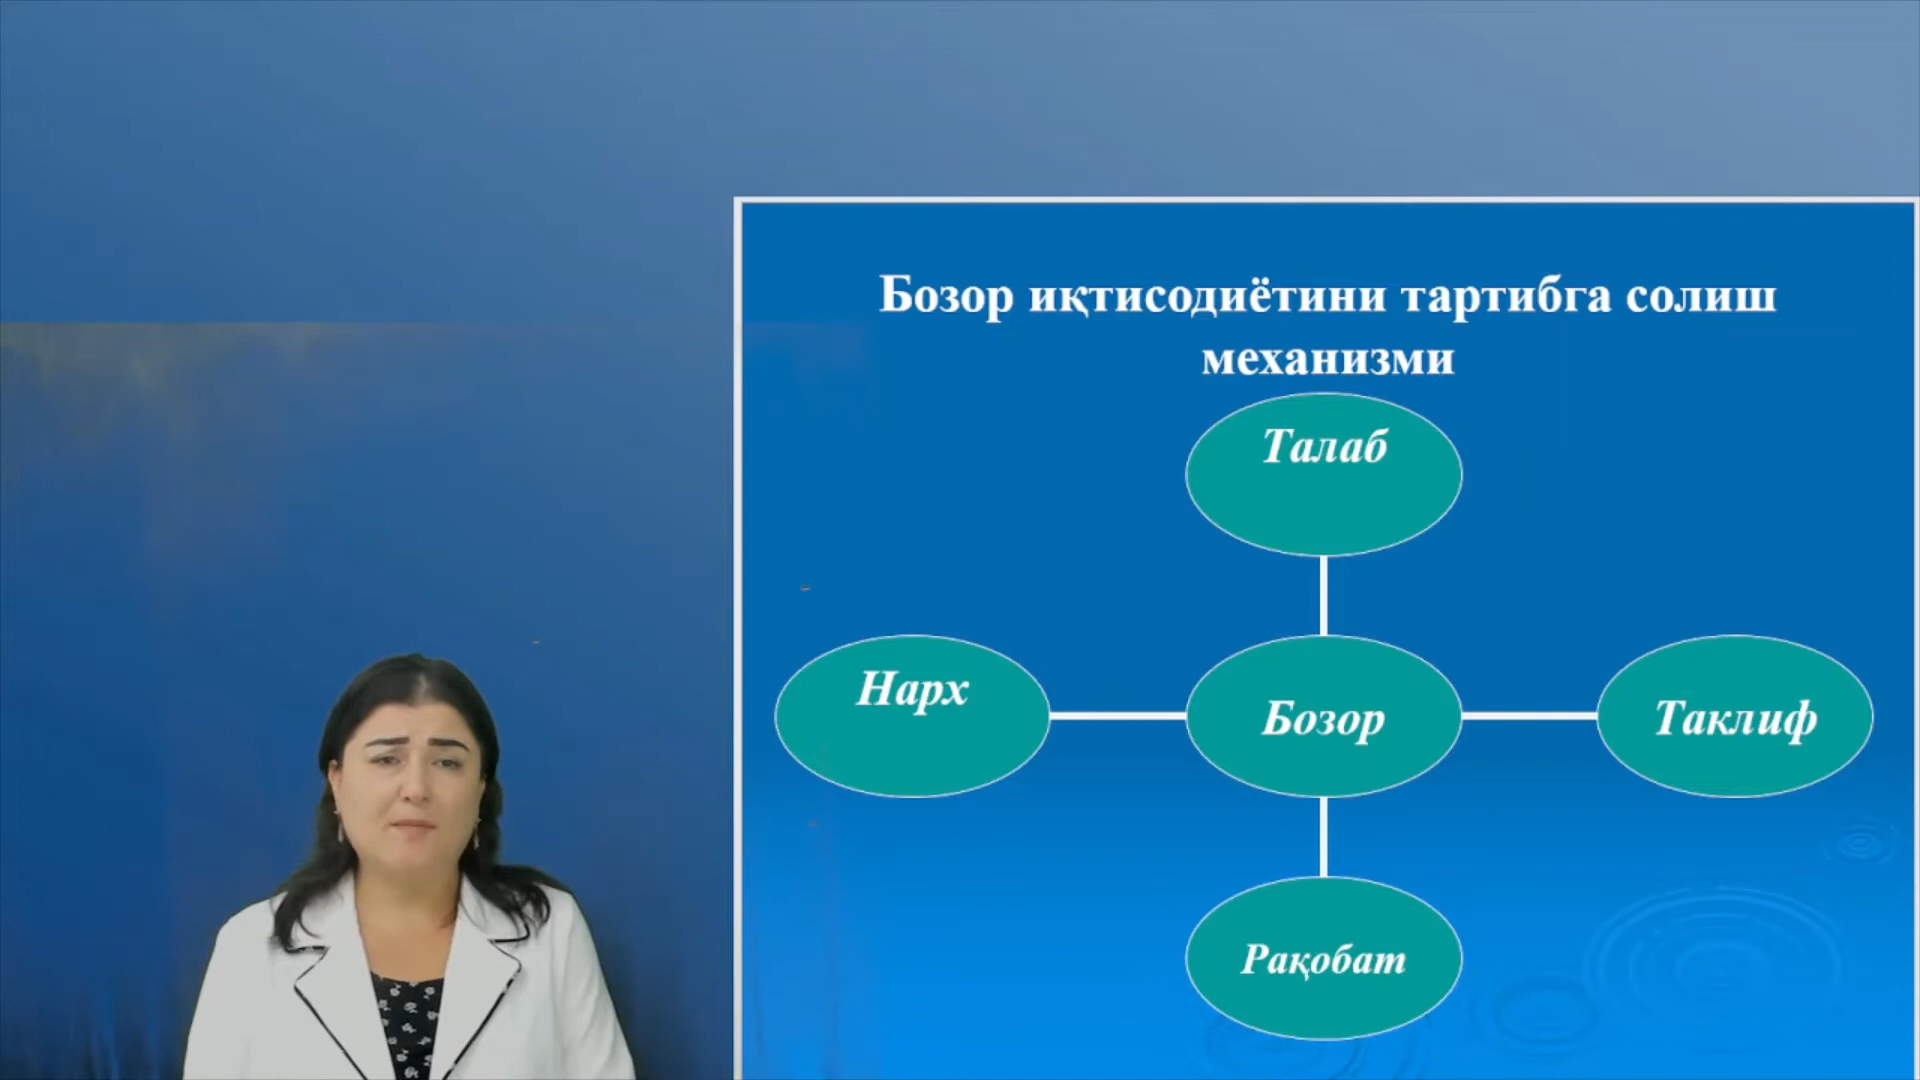 Бозор иқтисодиётини тартибга солиш
механизми
Талаб
Нарх
Бозор
Таклиф
Рақобат